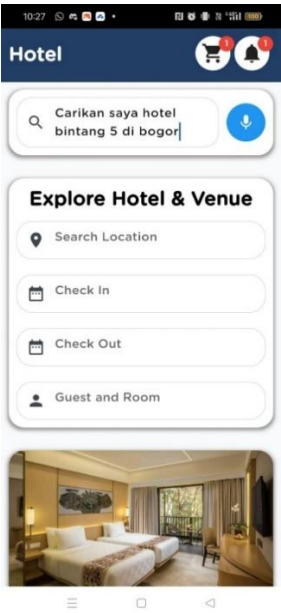 10:27
Hotel
1
1
Carikan saya hotel
bintang 5 di bogor
Explore Hotel & Venue
Search Location
Check In
Check Out
Guest and Room